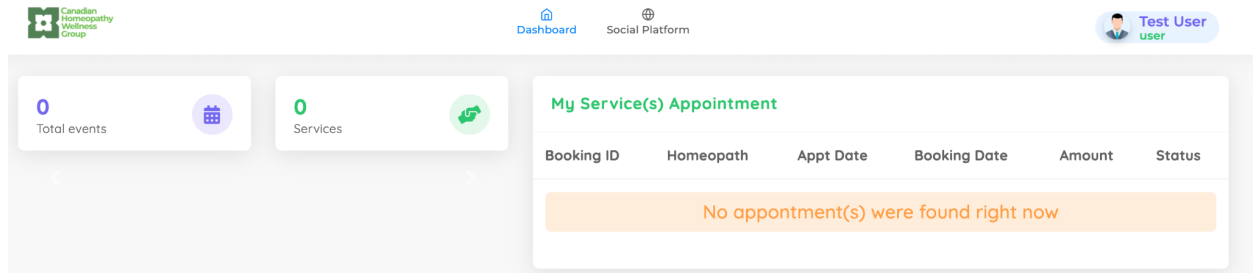 Canadian
Homeopathy
Wellness
Group
Dashboard
Social Platform
Test User
user
0
Total events
0
Services
My Service(s) Appointment
Booking ID Homeopath Appt Date Booking Date Amount Status
No appontment(s) were found right now